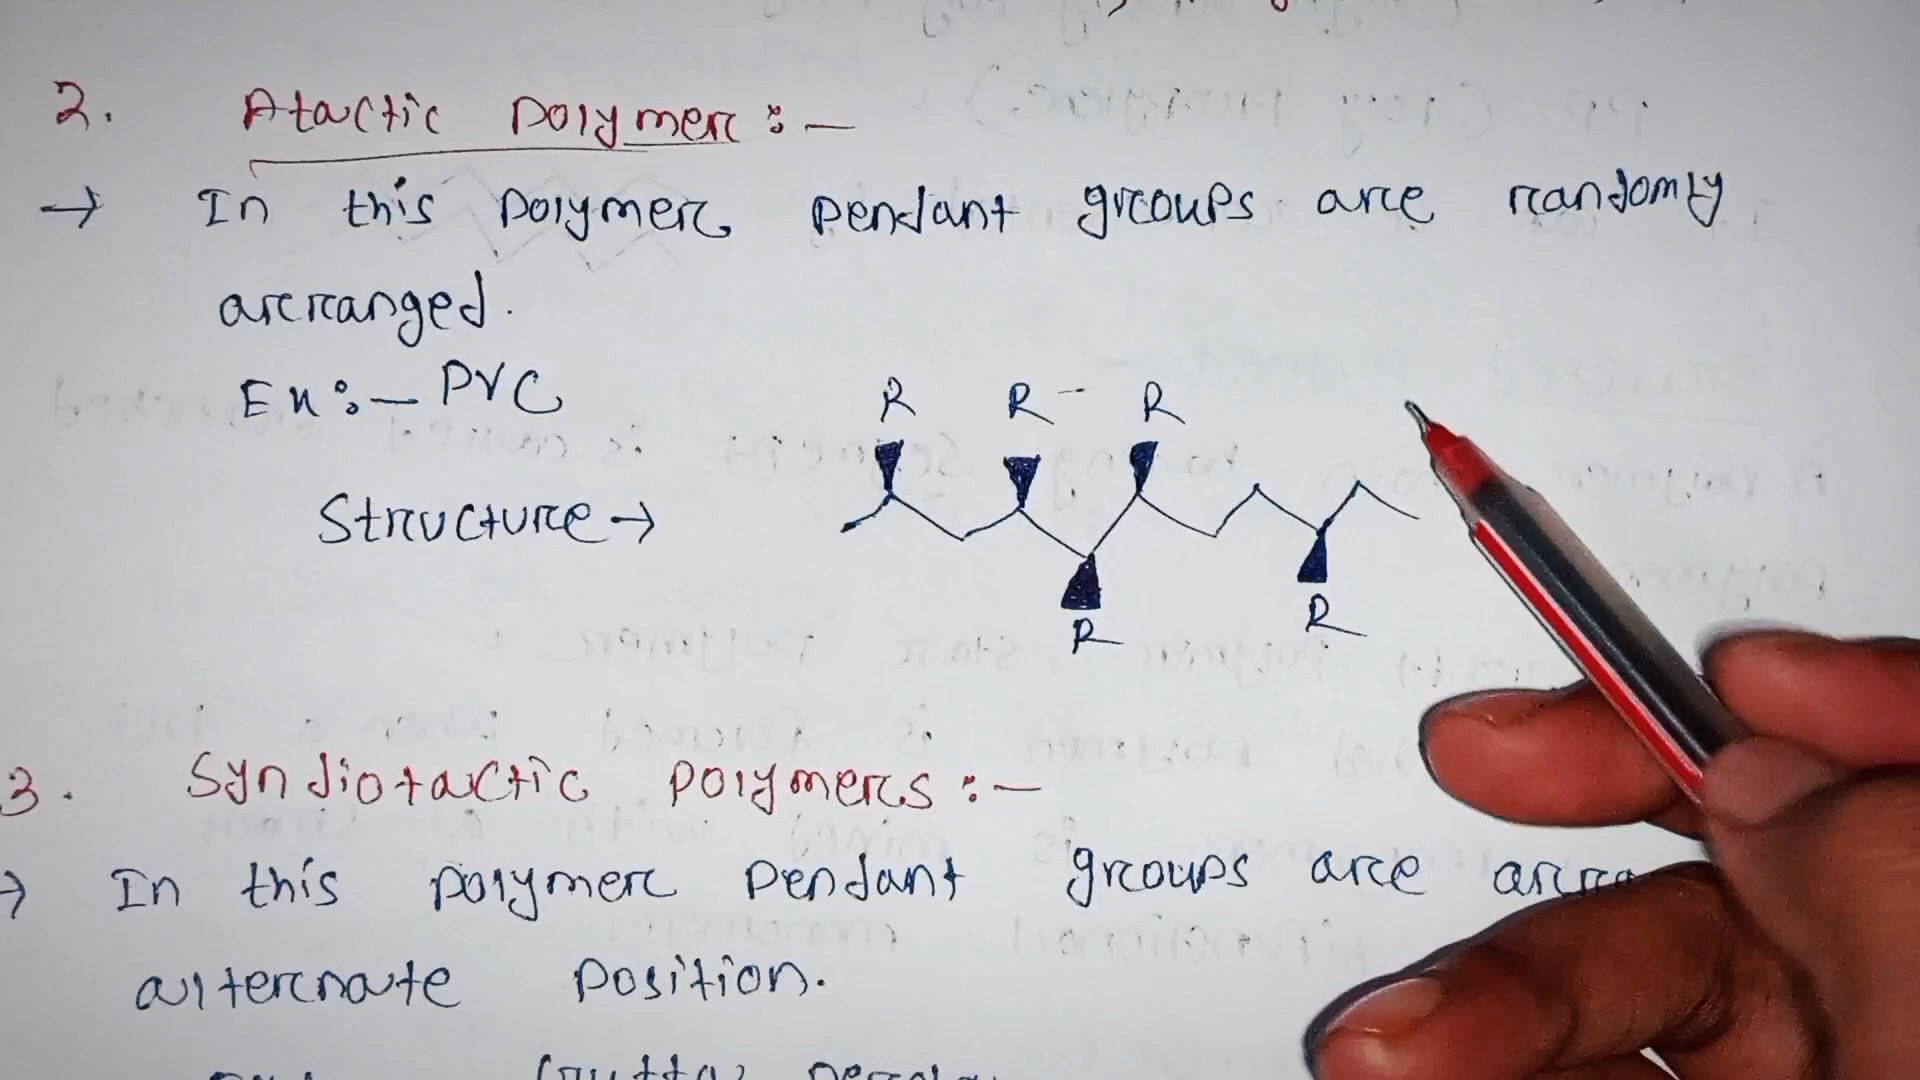 2. Atactic Polymer :-
→ In this Polymer Pendant groups are randomly
arranged.
Ex :- PVC
R R R
Structure →
R R
3. Syndiotactic Polymers :-
→ In this Polymer Pendant groups are
alternate Position.